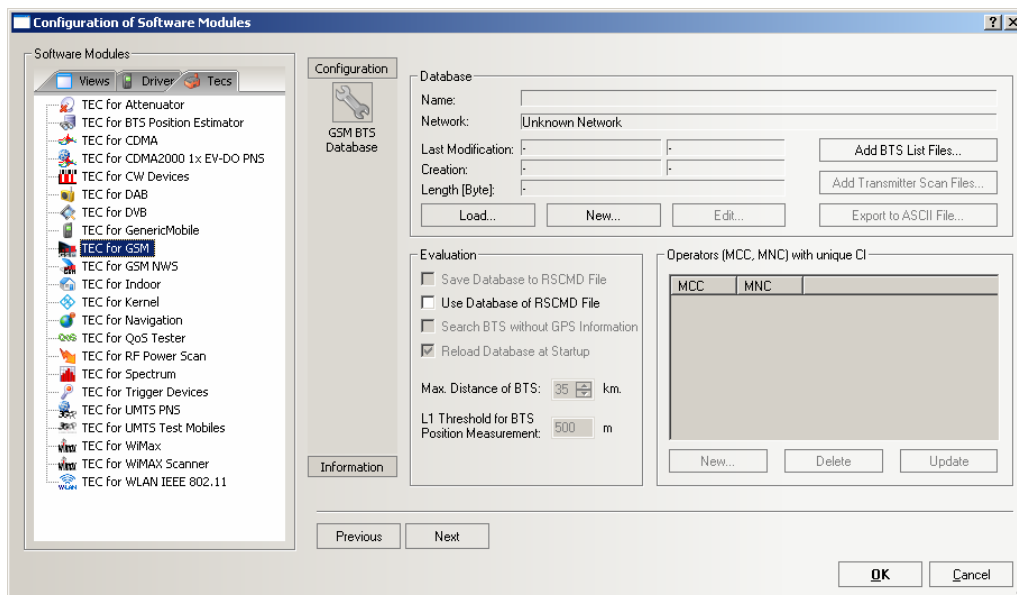 Configuration of Software Modules
Software Modules
Views Driver Tecs
TEC for Attenuator
TEC for BTS Position Estimator
TEC for CDMA
TEC for CDMA2000 1x EV-DO PNS
TEC for CW Devices
TEC for DAB
TEC for DVB
TEC for GenericMobile
TEC for GSM
TEC for GSM NWS
TEC for Indoor
TEC for Kernel
TEC for Navigation
TEC for QoS Tester
TEC for RF Power Scan
TEC for Spectrum
TEC for Trigger Devices
TEC for UMTS PNS
TEC for UMTS Test Mobiles
TEC for WiMax
TEC for WiMAX Scanner
TEC for WLAN IEEE 802.11
Configuration
GSM BTS
Database
Information
Database
Name:
Network: Unknown Network
Last Modification: - -
Creation: - -
Length [Byte]: -
Load... New... Edit...
Add BTS List Files...
Add Transmitter Scan Files...
Export to ASCII File...
Evaluation
Save Database to RSCMD File
Use Database of RSCMD File
Search BTS without GPS Information
Reload Database at Startup
Max. Distance of BTS: 35 km.
L1 Threshold for BTS
Position Measurement: 500 m
Operators (MCC, MNC) with unique CI
MCC MNC
New... Delete Update
Previous Next
OK Cancel